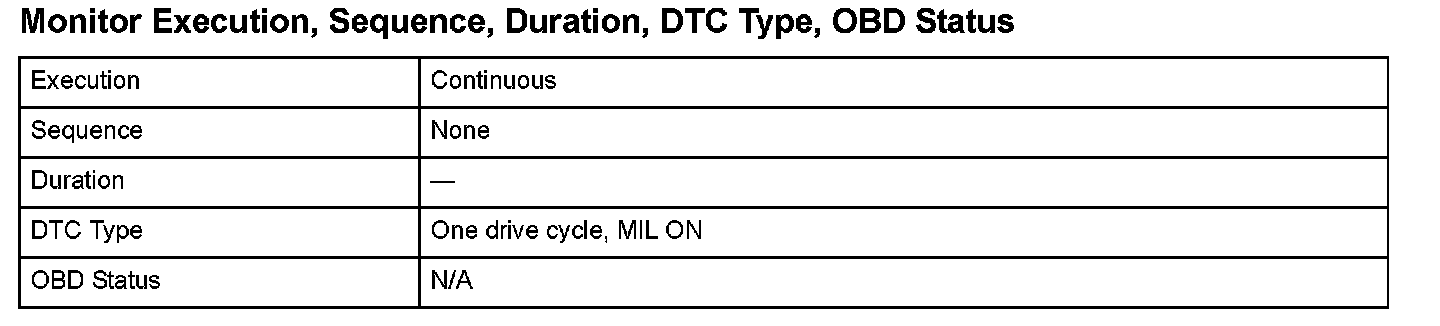 Monitor Execution, Sequence, Duration, DTC Type, OBD Status
Execution Continuous
Sequence None
Duration —
DTC Type One drive cycle, MIL ON
OBD Status N/A